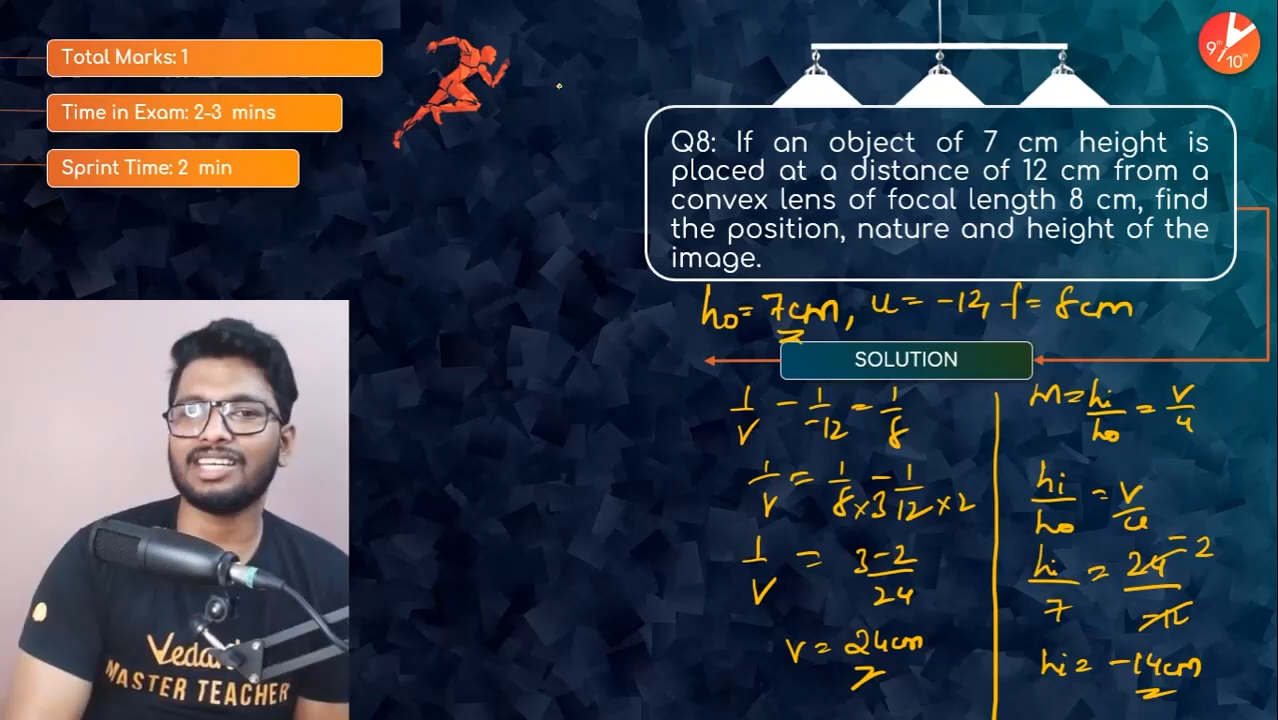 Total Marks: 1
Time in Exam: 2-3 mins
Sprint Time: 2 min
9th
10th
Q8: If an object of 7 cm height is
placed at a distance of 12 cm from a
convex lens of focal length 8 cm, find
the position, nature and height of the
image.
h₀ = 7cm, u = -12, f = 8cm
SOLUTION
1/v - 1/-12 = 1/8
1/v = 1/8×3 - 1/12×2
1/v = 3-2/24
v = 24cm
M = hi/h₀ = v/u
hi/h₀ = v/u
hi/7 = 24/-12 -2
hi = -14cm
Vedan
MASTER TEACHER